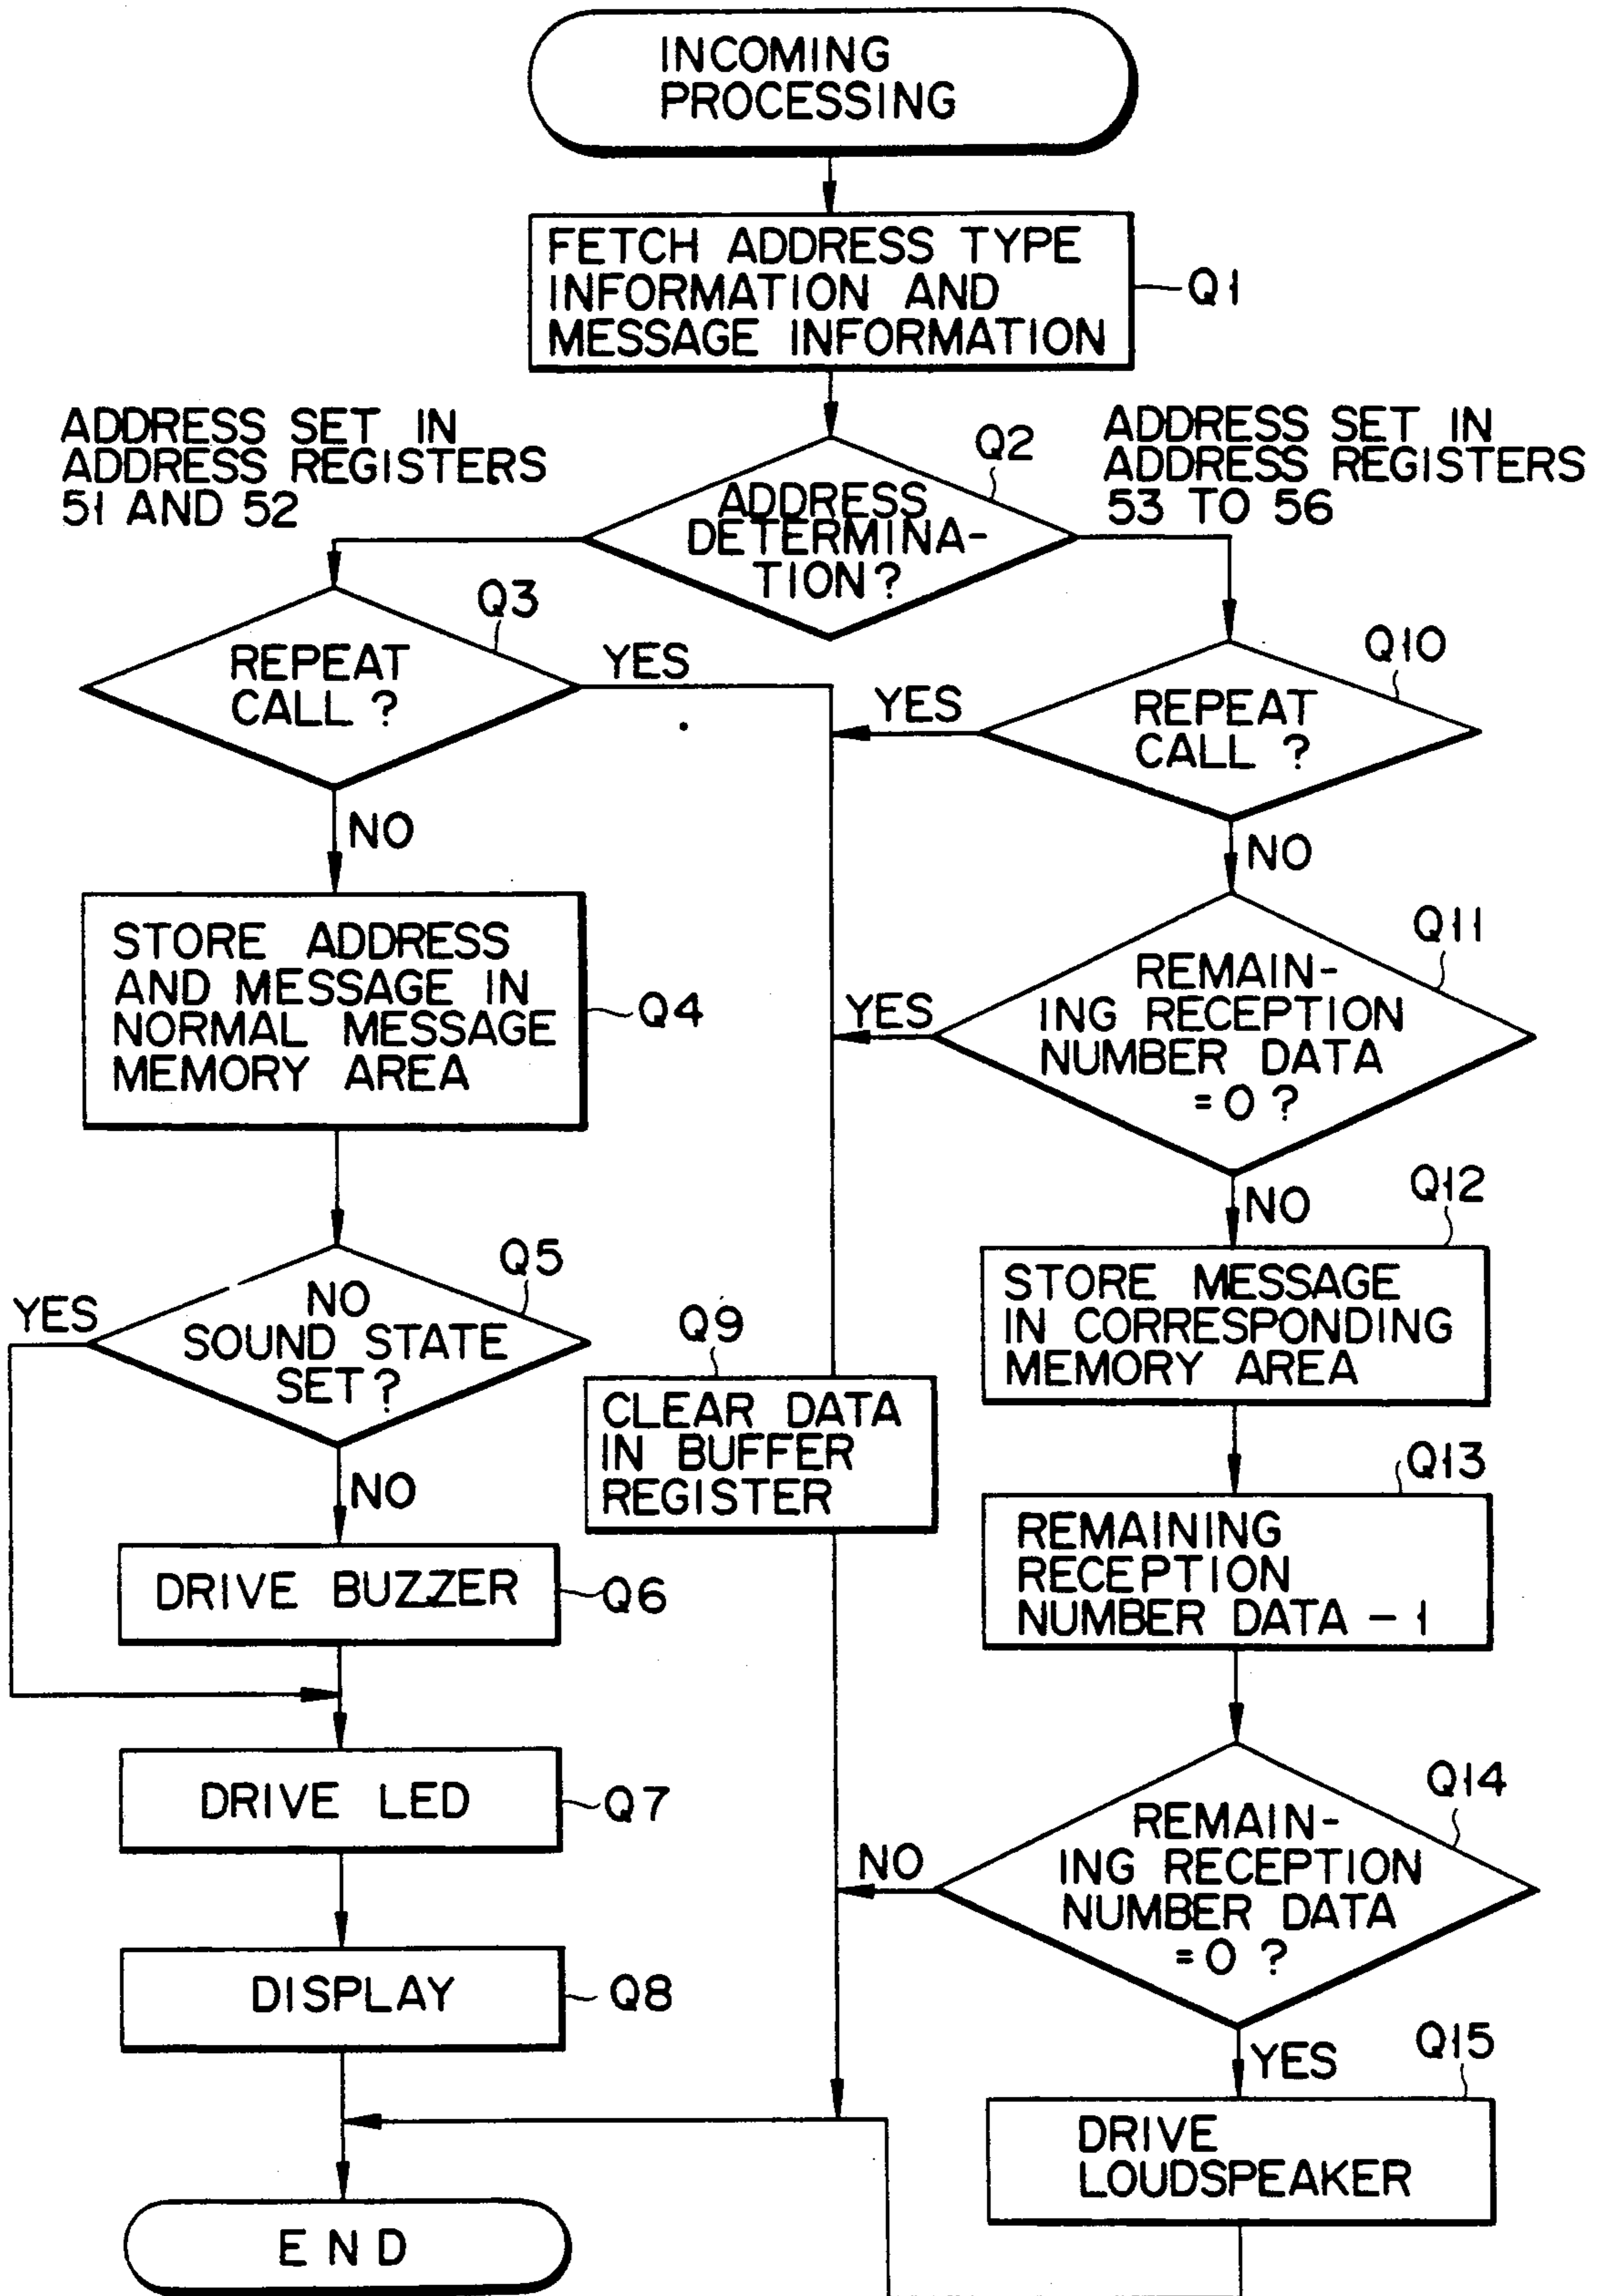 INCOMING
PROCESSING
FETCH ADDRESS TYPE
INFORMATION AND
MESSAGE INFORMATION
Q1
ADDRESS SET IN
ADDRESS REGISTERS
51 AND 52
Q2
ADDRESS
DETERMINA-
TION?
ADDRESS SET IN
ADDRESS REGISTERS
53 TO 56
Q3
REPEAT
CALL ?
YES
NO
Q10
REPEAT
CALL ?
YES
NO
STORE ADDRESS
AND MESSAGE IN
NORMAL MESSAGE
MEMORY AREA
Q4
Q11
REMAIN-
ING RECEPTION
NUMBER DATA
= 0 ?
YES
NO
Q5
NO
SOUND STATE
SET ?
YES
NO
Q9
CLEAR DATA
IN BUFFER
REGISTER
Q12
STORE MESSAGE
IN CORRESPONDING
MEMORY AREA
Q13
REMAINING
RECEPTION
NUMBER DATA - 1
DRIVE BUZZER
Q6
DRIVE LED
Q7
Q14
REMAIN-
ING RECEPTION
NUMBER DATA
= 0 ?
NO
YES
DISPLAY
Q8
Q15
DRIVE
LOUDSPEAKER
END